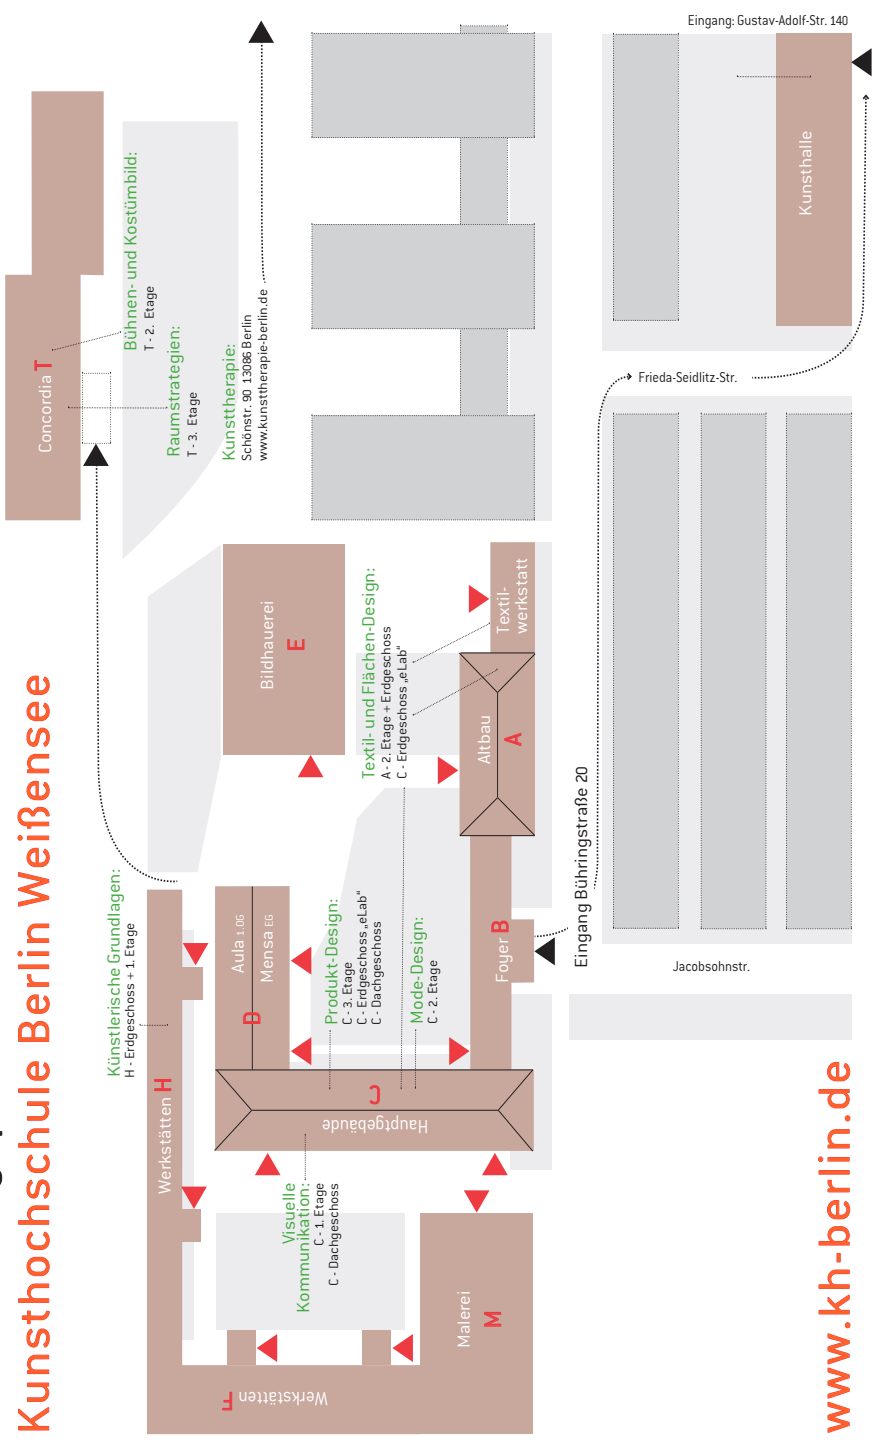 Kunsthochschule Berlin Weißensee
Concordia T
Bühnen- und Kostümbild:
T - 2. Etage
Raumstrategien:
T - 3. Etage
Kunsttherapie:
Schönstr. 90 13086 Berlin
www.kunsttherapie-berlin.de
Künstlerische Grundlagen:
H - Erdgeschoss + 1. Etage
Werkstätten H
Bildhauerei
E
Aula 1.OG
Mensa EG
D
Textil- und Flächen-Design:
A - 2. Etage + Erdgeschoss
C - Erdgeschoss „eLab“
Produkt-Design:
C - 3. Etage
C - Erdgeschoss „eLab“
C - Dachgeschoss
Mode-Design:
C - 2. Etage
Hauptgebäude
C
Visuelle
Kommunikation:
C - 1. Etage
C - Dachgeschoss
Werkstätten F
Malerei
M
Foyer B
Altbau
A
Textil-
werkstatt
Eingang Bühringstraße 20
Jacobsohnstr.
Frieda-Seidlitz-Str.
Kunsthalle
Eingang: Gustav-Adolf-Str. 140
www.kh-berlin.de